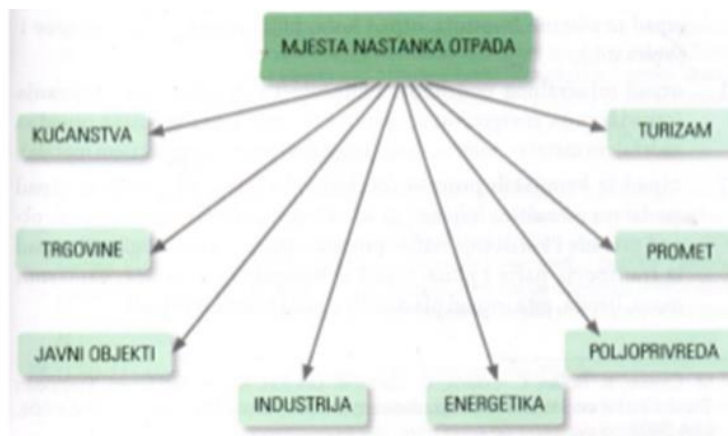 MJESTA NASTANKA OTPADA
KUĆANSTVA
TURIZAM
TRGOVINE
PROMET
JAVNI OBJEKTI
POLJOPRIVREDA
INDUSTRIJA
ENERGETIKA